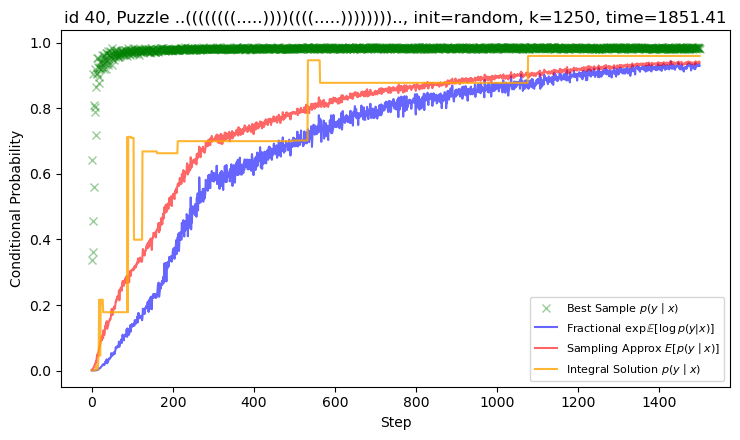 id 40, Puzzle ..((((((((.....))))((((.....)))))))).., init=random, k=1250, time=1851.41
Conditional Probability
1.0
0.8
0.6
0.4
0.2
0.0
Best Sample p(y | x)
Fractional exp𝔼[log p(y|x)]
Sampling Approx E[p(y | x)]
Integral Solution p(y | x)
0 200 400 600 800 1000 1200 1400
Step